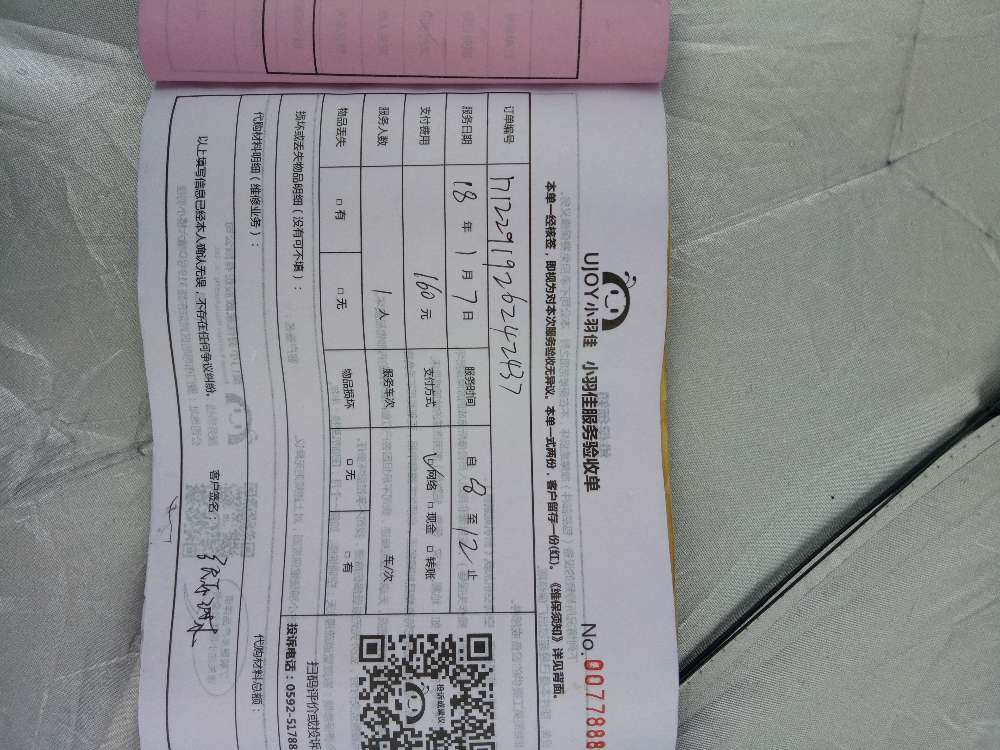 UJOY小羽佳 小羽佳服务验收单
No.0077888
本单一经核签，即视为对本次服务验收无异议。本单一式两份，客户留存一份(红)。《维保须知》详见背面。
订单编号 1712291926242437
服务日期 18 年 1 月 7 日 服务时间 自 8 至 12 止
支付费用 160 元 支付方式 ☑网络 □现金 □转账
服务人数 1 人 服务车次 车/次
物品丢失 □有 □无 物品损坏 □无 □有
损坏或丢失物品明细（没有可不填）：
代购材料明细（维修业务）：
代购材料总额：
投诉或异议
扫码评价或投诉
投诉电话：0592-51788
以上填写信息已经本人确认无误，不存在任何争议纠纷。
客户签名：